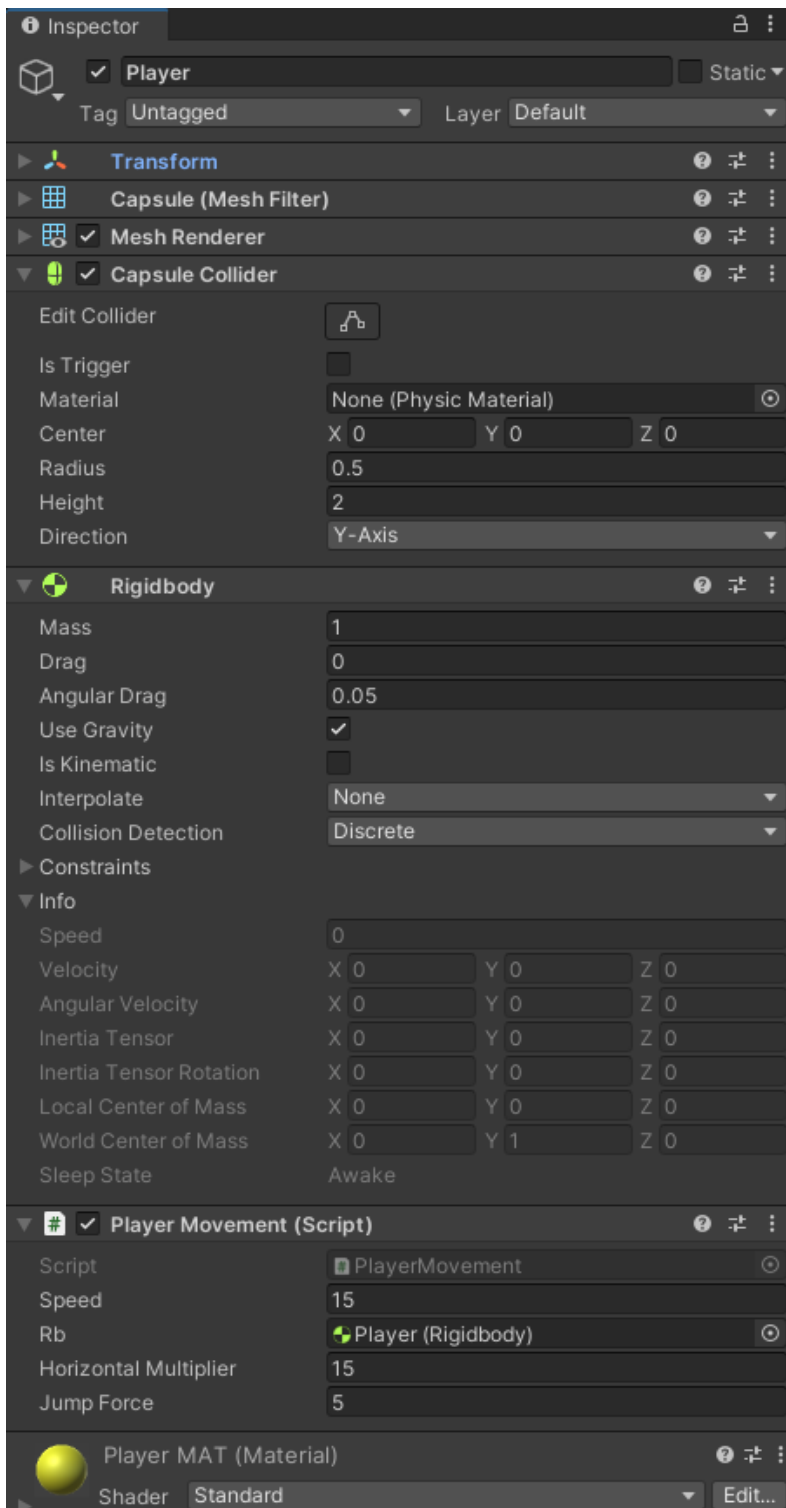 Inspector
Player Static
Tag Untagged Layer Default
Transform
Capsule (Mesh Filter)
Mesh Renderer
Capsule Collider
Edit Collider
Is Trigger
Material None (Physic Material)
Center X 0 Y 0 Z 0
Radius 0.5
Height 2
Direction Y-Axis
Rigidbody
Mass 1
Drag 0
Angular Drag 0.05
Use Gravity
Is Kinematic
Interpolate None
Collision Detection Discrete
Constraints
Info
Speed 0
Velocity X 0 Y 0 Z 0
Angular Velocity X 0 Y 0 Z 0
Inertia Tensor X 0 Y 0 Z 0
Inertia Tensor Rotation X 0 Y 0 Z 0
Local Center of Mass X 0 Y 0 Z 0
World Center of Mass X 0 Y 1 Z 0
Sleep State Awake
# Player Movement (Script)
Script # PlayerMovement
Speed 15
Rb Player (Rigidbody)
Horizontal Multiplier 15
Jump Force 5
Player MAT (Material)
Shader Standard Edit...